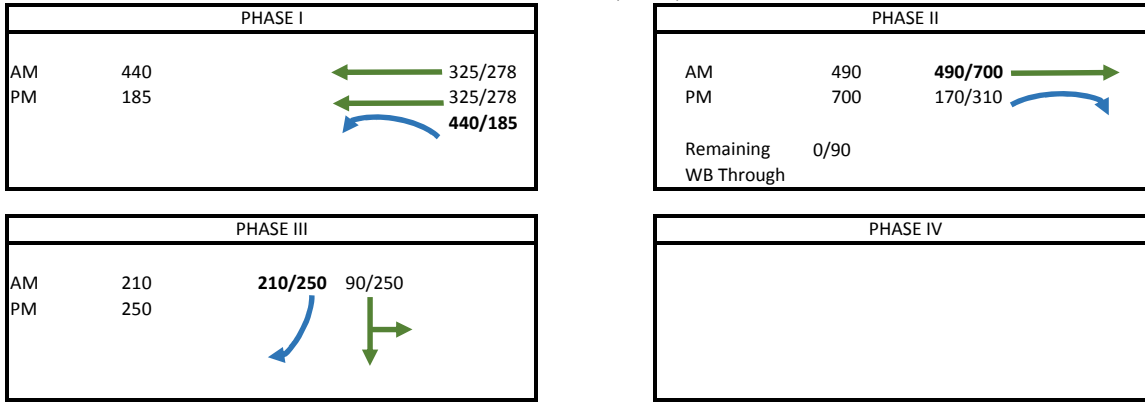 PHASE I
AM 440 325/278
PM 185 325/278
440/185
PHASE II
AM 490 490/700
PM 700 170/310
Remaining 0/90
WB Through
PHASE III
AM 210 210/250 90/250
PM 250
PHASE IV